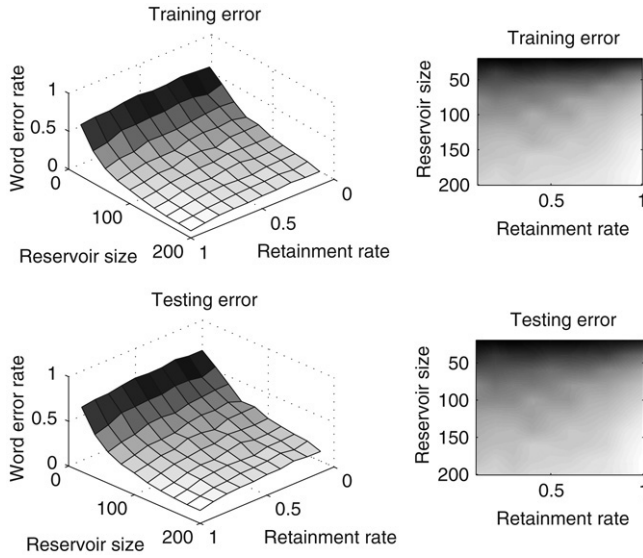 Training error
Word error rate
1
0.5
0
0
100
200
Reservoir size
1
0.5
0
Retainment rate
Training error
Reservoir size
50
100
150
200
0.5
1
Retainment rate
Testing error
Word error rate
1
0.5
0
0
100
200
Reservoir size
1
0.5
0
Retainment rate
Testing error
Reservoir size
50
100
150
200
0.5
1
Retainment rate